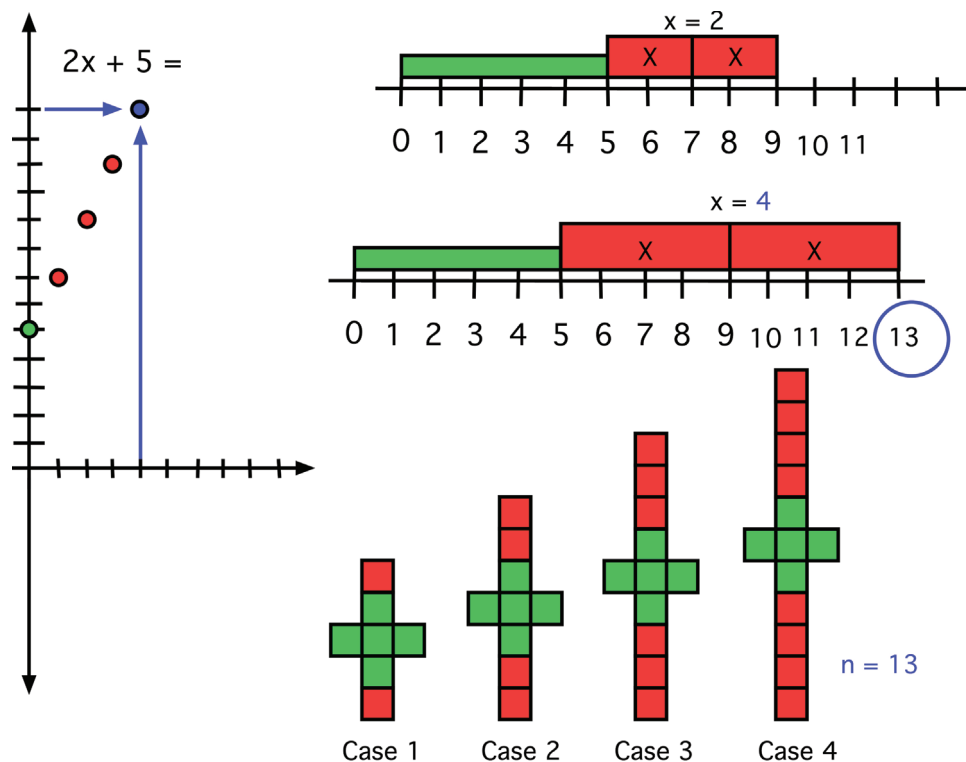 2x + 5 =
x = 2
X X
0 1 2 3 4 5 6 7 8 9 10 11
x = 4
X X
0 1 2 3 4 5 6 7 8 9 10 11 12 13
n = 13
Case 1 Case 2 Case 3 Case 4